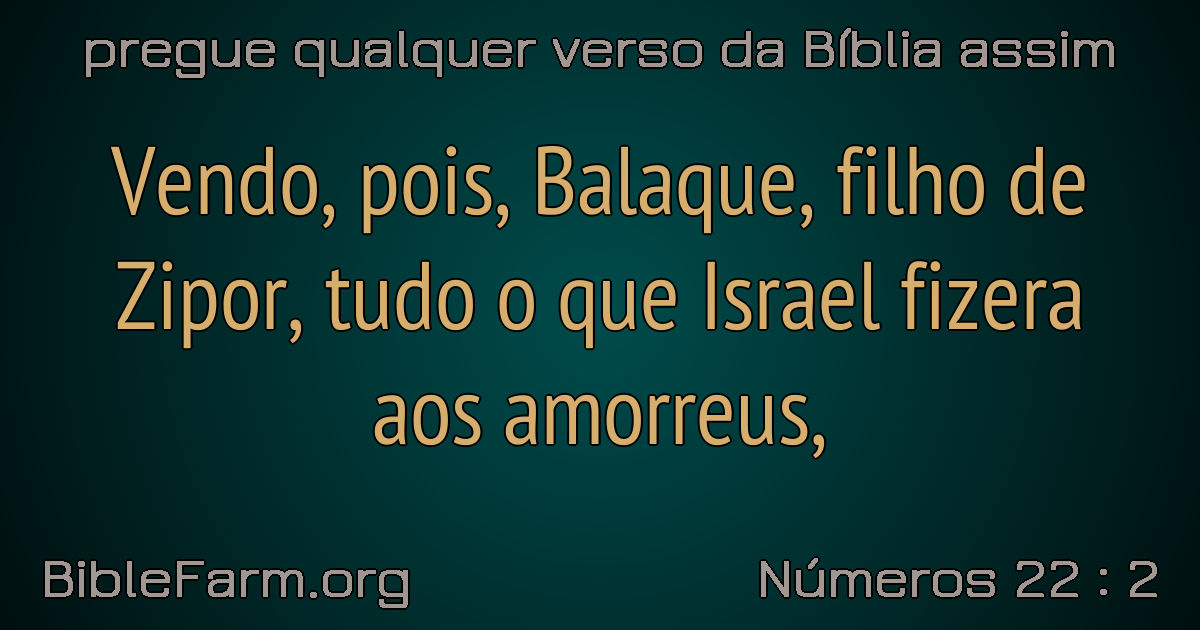 pregue qualquer verso da Bíblia assim
Vendo, pois, Balaque, filho de
Zipor, tudo o que Israel fizera
aos amorreus,
BibleFarm.org
Números 22 : 2